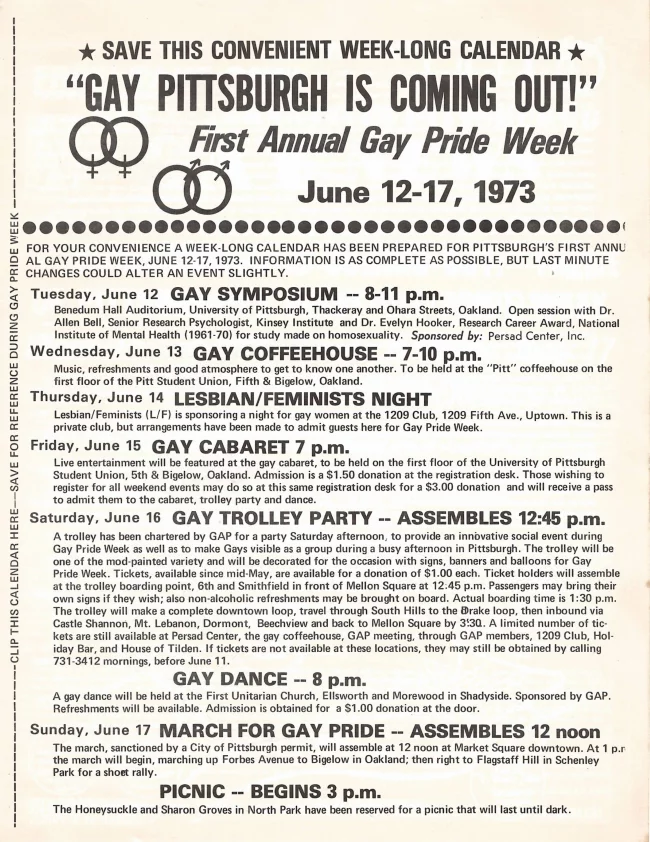 ★ SAVE THIS CONVENIENT WEEK-LONG CALENDAR ★
“GAY PITTSBURGH IS COMING OUT!”
First Annual Gay Pride Week
June 12-17, 1973
FOR YOUR CONVENIENCE A WEEK-LONG CALENDAR HAS BEEN PREPARED FOR PITTSBURGH'S FIRST ANNU
AL GAY PRIDE WEEK, JUNE 12-17, 1973. INFORMATION IS AS COMPLETE AS POSSIBLE, BUT LAST MINUTE
CHANGES COULD ALTER AN EVENT SLIGHTLY.
Tuesday, June 12 GAY SYMPOSIUM -- 8-11 p.m.
Benedum Hall Auditorium, University of Pittsburgh, Thackeray and Ohara Streets, Oakland. Open session with Dr.
Allen Bell, Senior Research Psychologist, Kinsey Institute and Dr. Evelyn Hooker, Research Career Award, National
Institute of Mental Health (1961-70) for study made on homosexuality. Sponsored by: Persad Center, Inc.
Wednesday, June 13 GAY COFFEEHOUSE -- 7-10 p.m.
Music, refreshments and good atmosphere to get to know one another. To be held at the "Pitt" coffeehouse on the
first floor of the Pitt Student Union, Fifth & Bigelow, Oakland.
Thursday, June 14 LESBIAN/FEMINISTS NIGHT
Lesbian/Feminists (L/F) is sponsoring a night for gay women at the 1209 Club, 1209 Fifth Ave., Uptown. This is a
private club, but arrangements have been made to admit guests here for Gay Pride Week.
Friday, June 15 GAY CABARET 7 p.m.
Live entertainment will be featured at the gay cabaret, to be held on the first floor of the University of Pittsburgh
Student Union, 5th & Bigelow, Oakland. Admission is a $1.50 donation at the registration desk. Those wishing to
register for all weekend events may do so at this same registration desk for a $3.00 donation and will receive a pass
to admit them to the cabaret, trolley party and dance.
Saturday, June 16 GAY TROLLEY PARTY -- ASSEMBLES 12:45 p.m.
A trolley has been chartered by GAP for a party Saturday afternoon, to provide an innovative social event during
Gay Pride Week as well as to make Gays visible as a group during a busy afternoon in Pittsburgh. The trolley will be
one of the mod-painted variety and will be decorated for the occasion with signs, banners and balloons for Gay
Pride Week. Tickets, available since mid-May, are available for a donation of $1.00 each. Ticket holders will assemble
at the trolley boarding point, 6th and Smithfield in front of Mellon Square at 12:45 p.m. Passengers may bring their
own signs if they wish; also non-alcoholic refreshments may be brought on board. Actual boarding time is 1:30 p.m.
The trolley will make a complete downtown loop, travel through South Hills to the Drake loop, then inbound via
Castle Shannon, Mt. Lebanon, Dormont, Beechview and back to Mellon Square by 3:30. A limited number of tic-
kets are still available at Persad Center, the gay coffeehouse, GAP meeting, through GAP members, 1209 Club, Hol-
iday Bar, and House of Tilden. If tickets are not available at these locations, they may still be obtained by calling
731-3412 mornings, before June 11.
GAY DANCE -- 8 p.m.
A gay dance will be held at the First Unitarian Church, Ellsworth and Morewood in Shadyside. Sponsored by GAP.
Refreshments will be available. Admission is obtained for a $1.00 donation at the door.
Sunday, June 17 MARCH FOR GAY PRIDE -- ASSEMBLES 12 noon
The march, sanctioned by a City of Pittsburgh permit, will assemble at 12 noon at Market Square downtown. At 1 p.m
the march will begin, marching up Forbes Avenue to Bigelow in Oakland; then right to Flagstaff Hill in Schenley
Park for a short rally.
PICNIC -- BEGINS 3 p.m.
The Honeysuckle and Sharon Groves in North Park have been reserved for a picnic that will last until dark.
CLIP THIS CALENDAR HERE—SAVE FOR REFERENCE DURING GAY PRIDE WEEK